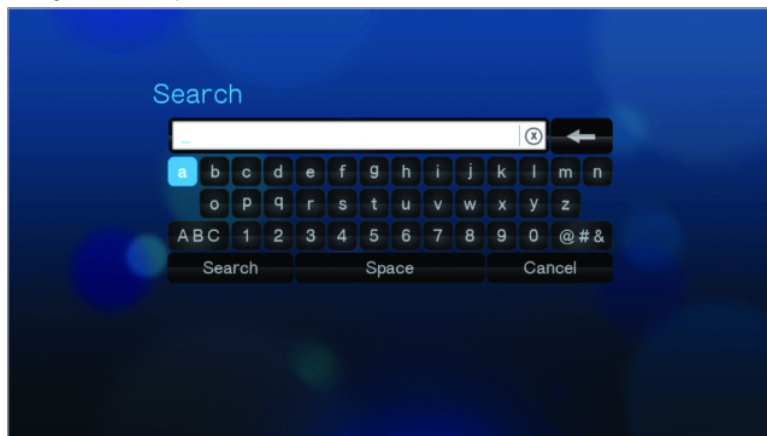 Search
_
a b c d e f g h i j k l m n
o p q r s t u v w x y z
ABC 1 2 3 4 5 6 7 8 9 0 @#&
Search Space Cancel